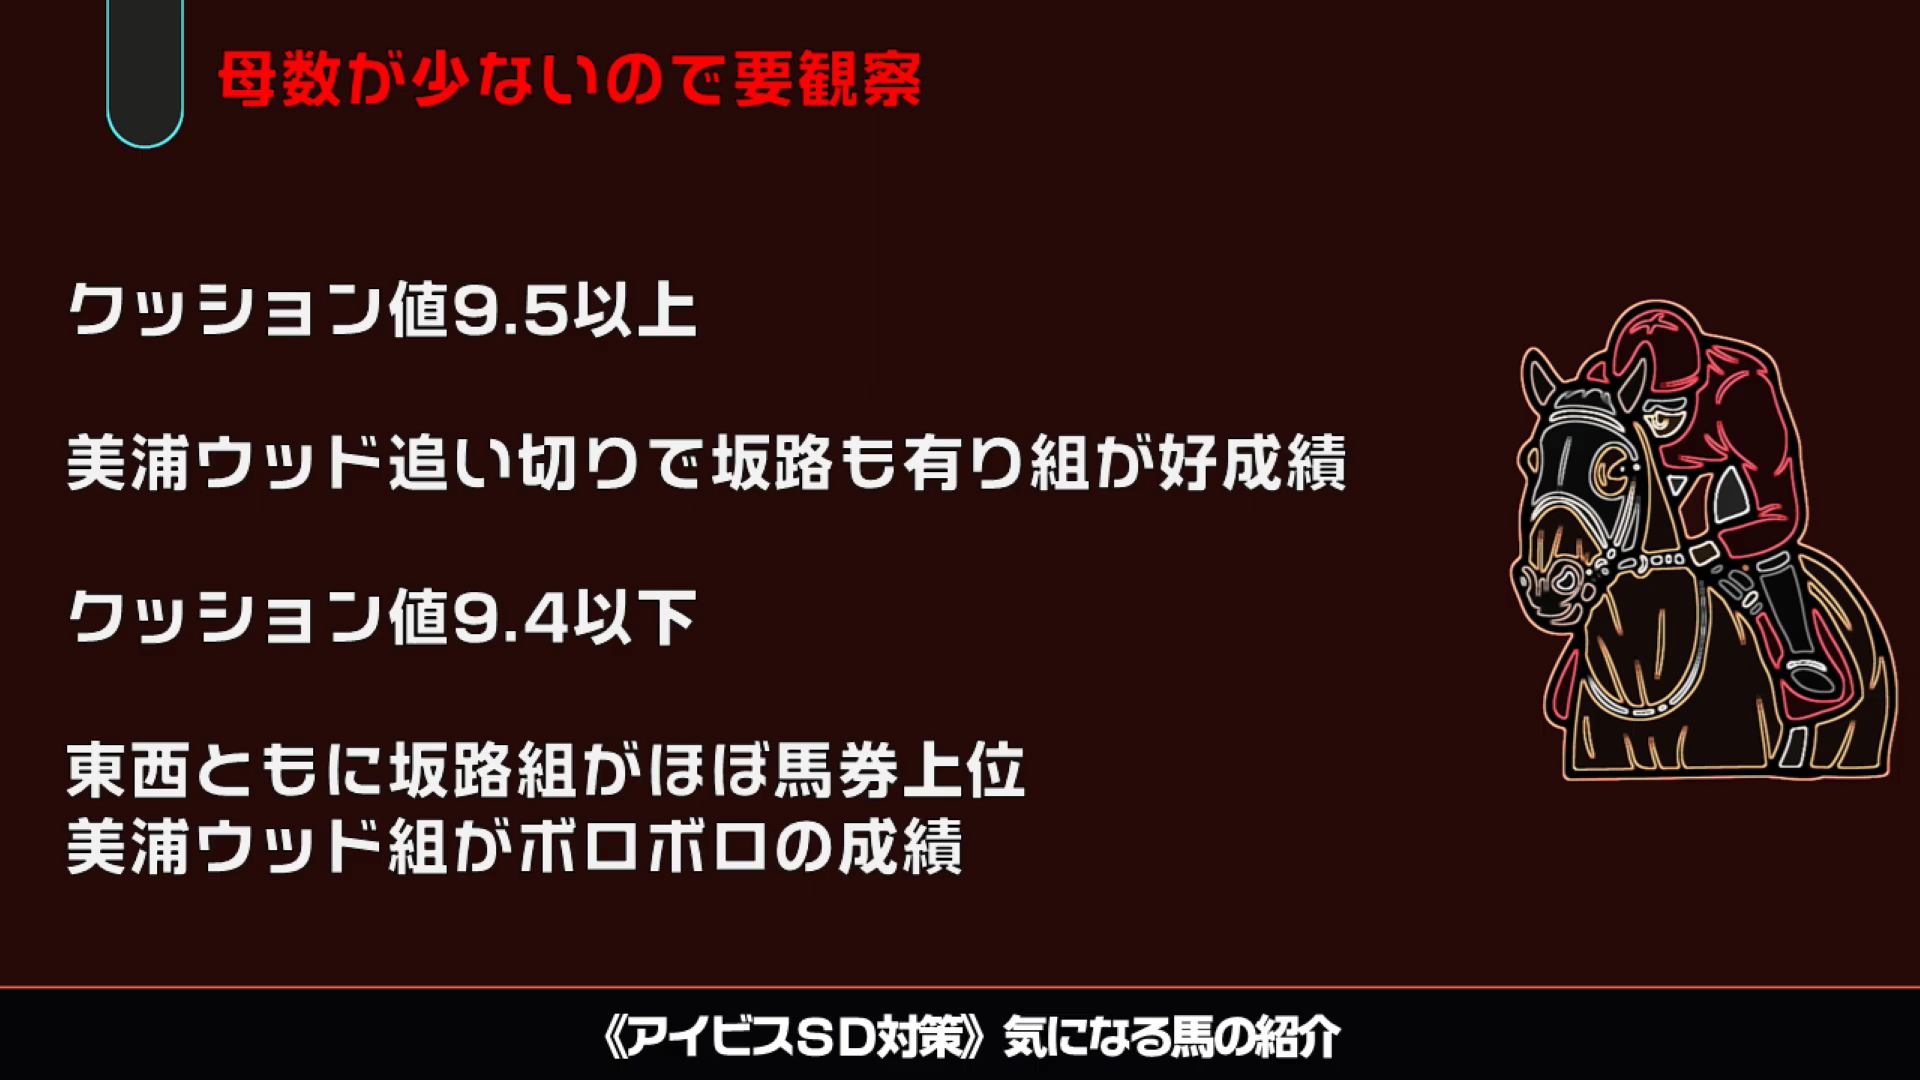 母数が少ないので要観察
クッション値9.5以上
美浦ウッド追い切りで坂路も有り組が好成績
クッション値9.4以下
東西ともに坂路組がほぼ馬券上位
美浦ウッド組がボロボロの成績
《アイビスSD対策》気になる馬の紹介